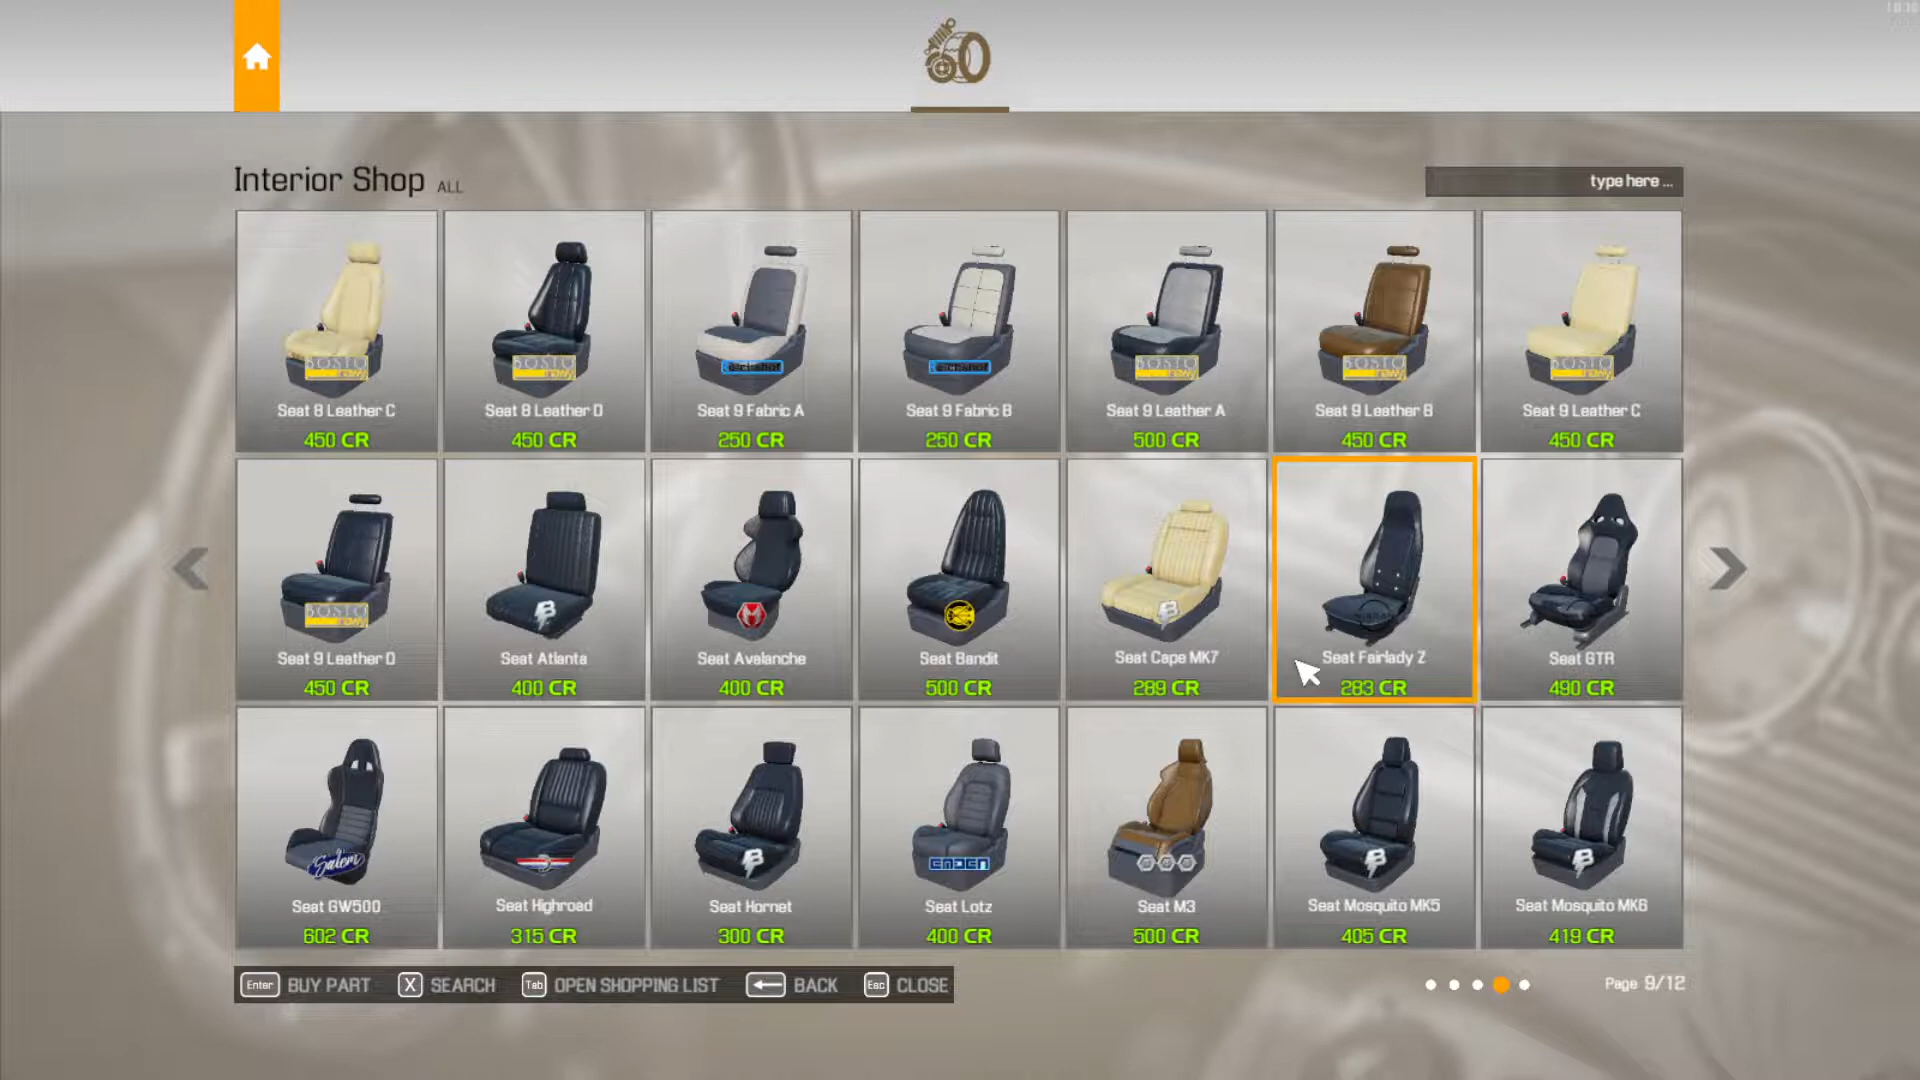 Interior Shop ALL
type here ...
Seat 8 Leather C
450 CR
Seat 8 Leather D
450 CR
Seat 9 Fabric A
250 CR
Seat 9 Fabric B
250 CR
Seat 9 Leather A
500 CR
Seat 9 Leather B
450 CR
Seat 9 Leather C
450 CR
Seat 9 Leather D
450 CR
Seat Atlanta
400 CR
Seat Avalanche
400 CR
Seat Bandit
500 CR
Seat Cape MK7
289 CR
Seat Fairlady Z
283 CR
Seat GTR
490 CR
Salem
Seat GW500
602 CR
Seat Highroad
315 CR
Seat Hornet
300 CR
Seat Lotz
400 CR
Seat M3
500 CR
Seat Mosquito MK5
405 CR
Seat Mosquito MK6
419 CR
Enter BUY PART X SEARCH Tab OPEN SHOPPING LIST BACK Esc CLOSE
Page 9/12